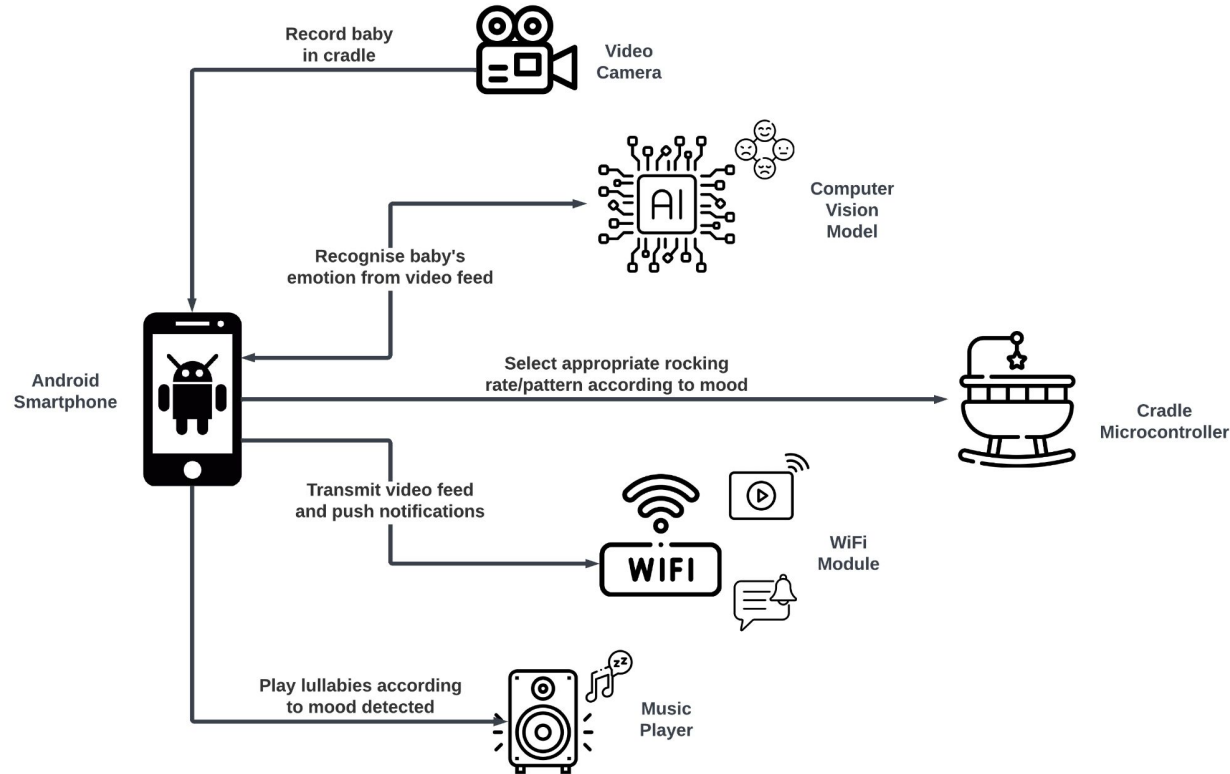 Record baby
in cradle
Video
Camera
AI
Computer
Vision
Model
Recognise baby's
emotion from video feed
Android
Smartphone
Select appropriate rocking
rate/pattern according to mood
Cradle
Microcontroller
Transmit video feed
and push notifications
WIFI
WiFi
Module
Play lullabies according
to mood detected
zz
Music
Player